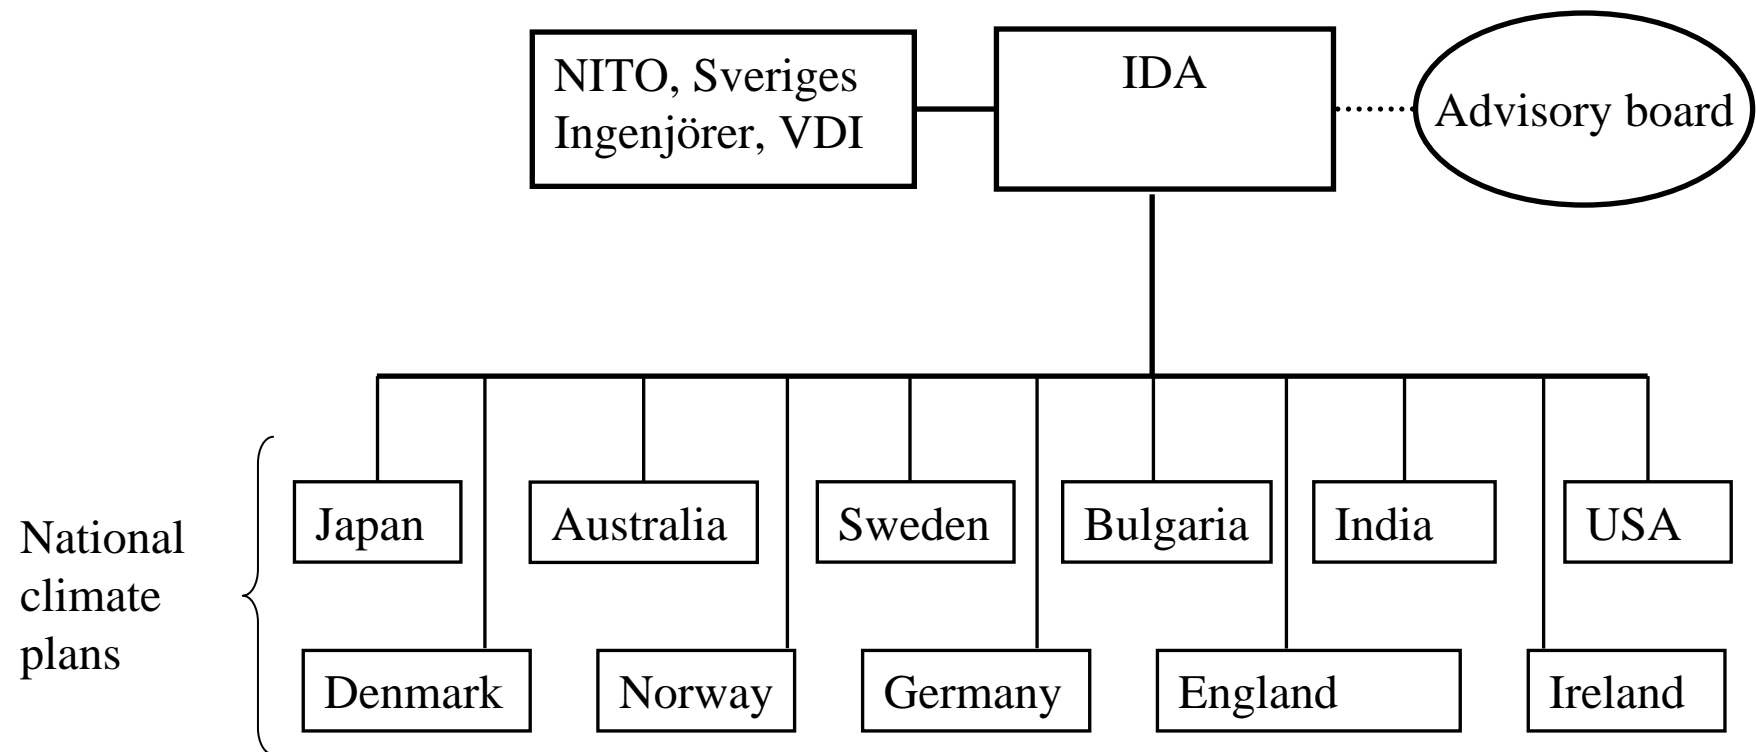 NITO, Sveriges
Ingenjörer, VDI
IDA
Advisory board
National
climate
plans
Japan
Australia
Sweden
Bulgaria
India
USA
Denmark
Norway
Germany
England
Ireland